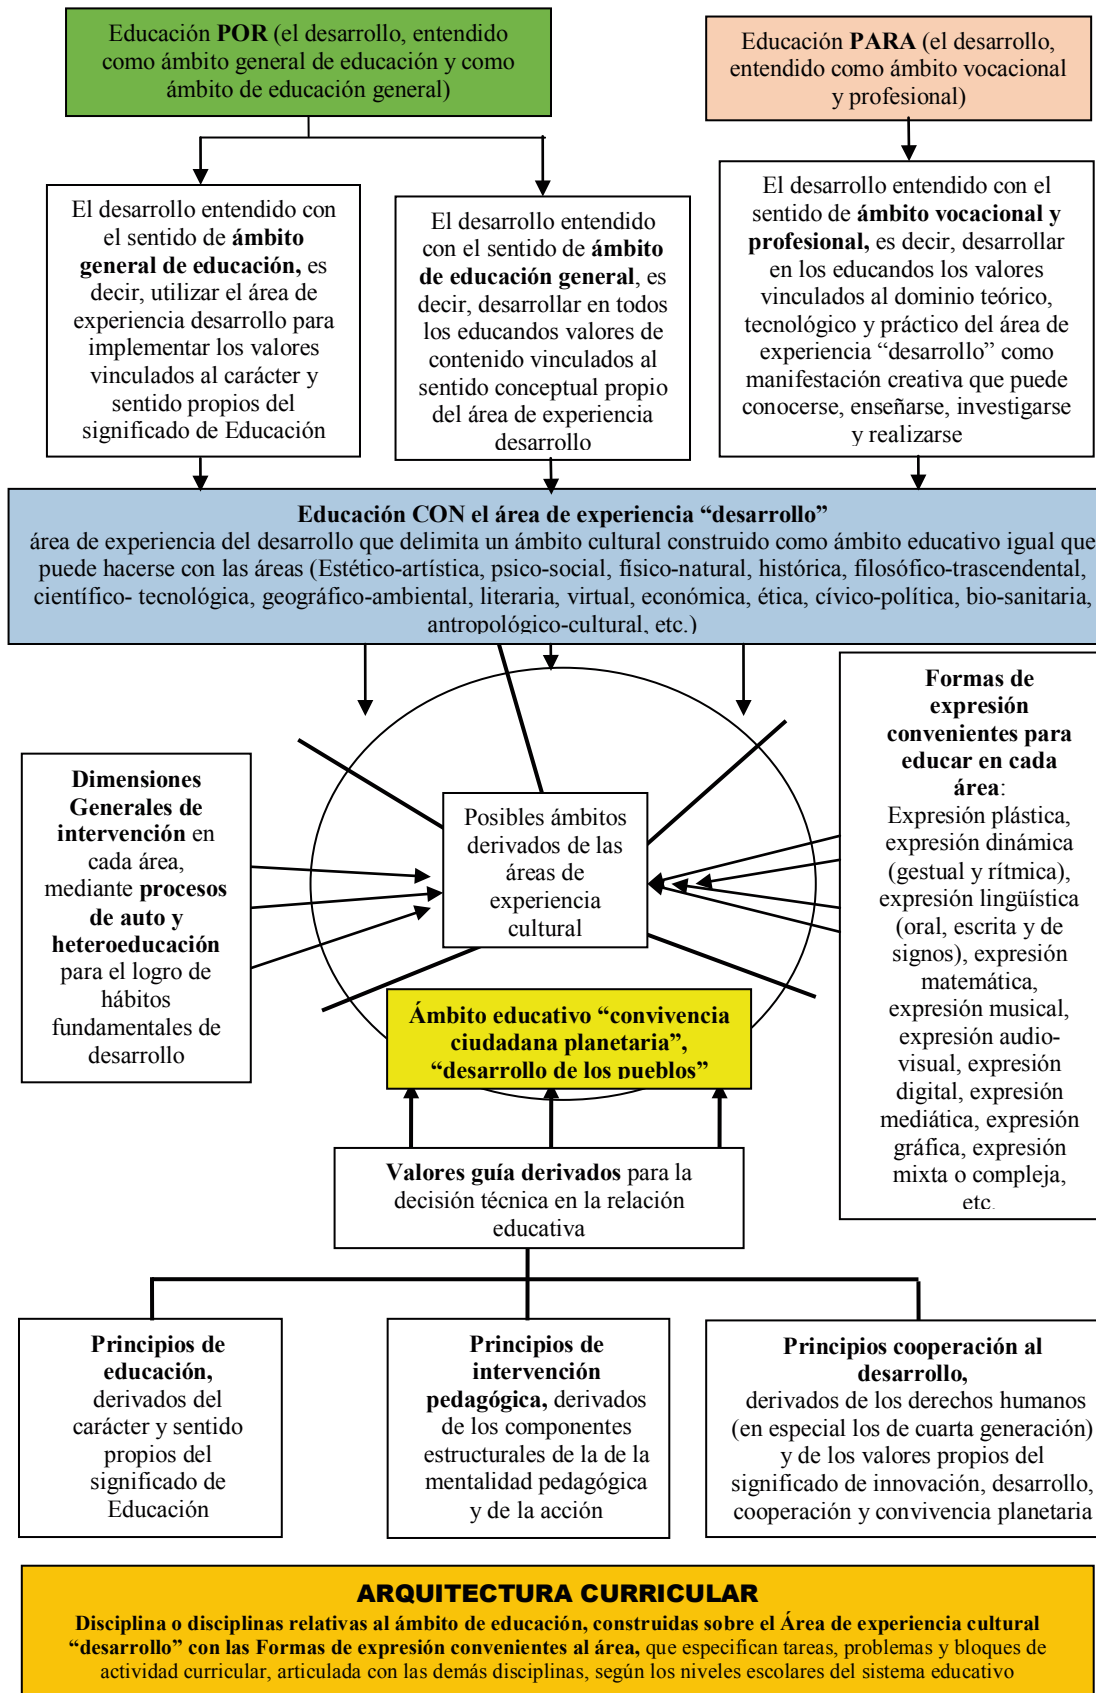 Educación POR (el desarrollo, entendido
como ámbito general de educación y como
ámbito de educación general)
Educación PARA (el desarrollo,
entendido como ámbito vocacional
y profesional)
El desarrollo entendido con
el sentido de ámbito
general de educación, es
decir, utilizar el área de
experiencia desarrollo para
implementar los valores
vinculados al carácter y
sentido propios del
significado de Educación
El desarrollo entendido
con el sentido de ámbito
de educación general, es
decir, desarrollar en todos
los educandos valores de
contenido vinculados al
sentido conceptual propio
del área de experiencia
desarrollo
El desarrollo entendido con el
sentido de ámbito vocacional y
profesional, es decir, desarrollar
en los educandos los valores
vinculados al dominio teórico,
tecnológico y práctico del área de
experiencia “desarrollo” como
manifestación creativa que puede
conocerse, enseñarse, investigarse
y realizarse
Educación CON el área de experiencia “desarrollo”
área de experiencia del desarrollo que delimita un ámbito cultural construido como ámbito educativo igual que
puede hacerse con las áreas (Estético-artística, psico-social, físico-natural, histórica, filosófico-trascendental,
científico- tecnológica, geográfico-ambiental, literaria, virtual, económica, ética, cívico-política, bio-sanitaria,
antropológico-cultural, etc.)
Dimensiones
Generales de
intervención en
cada área,
mediante procesos
de auto y
heteroeducación
para el logro de
hábitos
fundamentales de
desarrollo
Posibles ámbitos
derivados de las
áreas de
experiencia
cultural
Formas de
expresión
convenientes para
educar en cada
área:
Expresión plástica,
expresión dinámica
(gestual y rítmica),
expresión lingüística
(oral, escrita y de
signos), expresión
matemática,
expresión musical,
expresión audio-
visual, expresión
digital, expresión
mediática, expresión
gráfica, expresión
mixta o compleja,
etc.
Ámbito educativo “convivencia
ciudadana planetaria”,
“desarrollo de los pueblos”
Valores guía derivados para la
decisión técnica en la relación
educativa
Principios de
educación,
derivados del
carácter y sentido
propios del
significado de
Educación
Principios de
intervención
pedagógica, derivados
de los componentes
estructurales de la de la
mentalidad pedagógica
y de la acción
Principios cooperación al
desarrollo,
derivados de los derechos humanos
(en especial los de cuarta generación)
y de los valores propios del
significado de innovación, desarrollo,
cooperación y convivencia planetaria
ARQUITECTURA CURRICULAR
Disciplina o disciplinas relativas al ámbito de educación, construidas sobre el Área de experiencia cultural
“desarrollo” con las Formas de expresión convenientes al área, que especifican tareas, problemas y bloques de
actividad curricular, articulada con las demás disciplinas, según los niveles escolares del sistema educativo